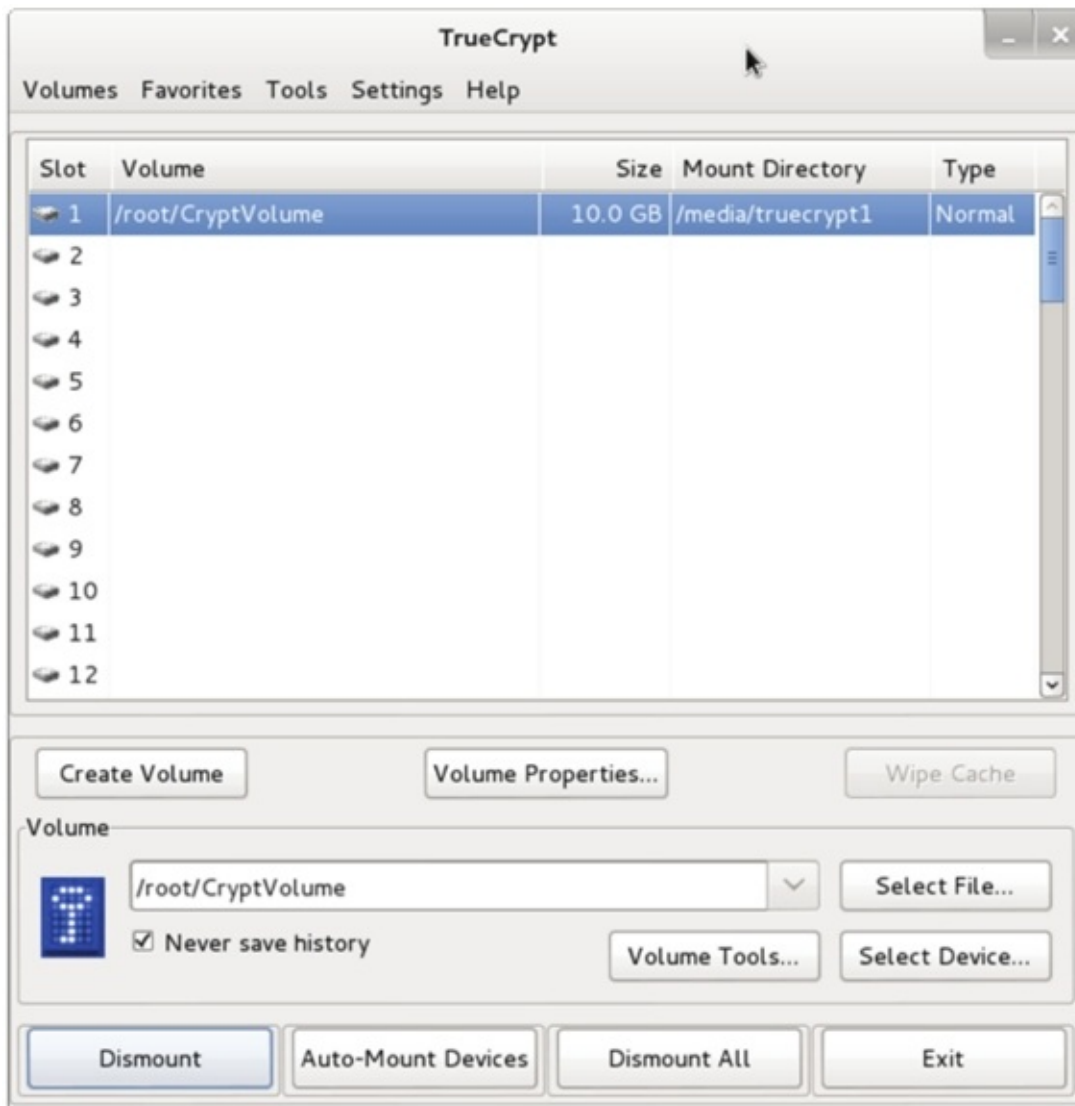 TrueCrypt
Volumes Favorites Tools Settings Help
Slot Volume Size Mount Directory Type
1 /root/CryptVolume 10.0 GB /media/truecrypt1 Normal
2
3
4
5
6
7
8
9
10
11
12
Create Volume Volume Properties... Wipe Cache
Volume
/root/CryptVolume Select File...
Never save history Volume Tools... Select Device...
Dismount Auto-Mount Devices Dismount All Exit